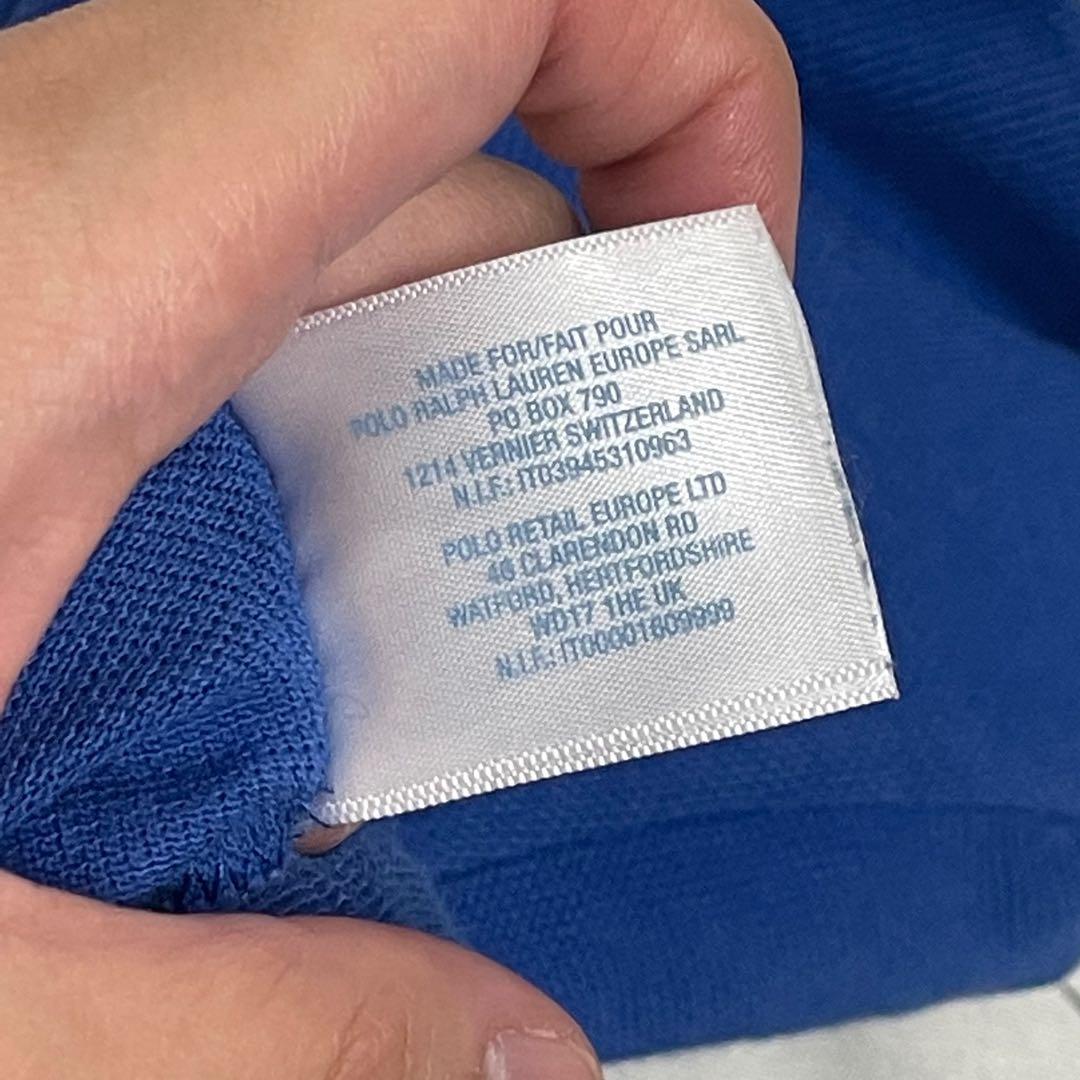 MADE FOR/FAIT POUR
POLO RALPH LAUREN EUROPE SARL
PO BOX 790
1214 VERNIER SWITZERLAND
N.I.F.: IT03945310963
POLO RETAIL EUROPE LTD
46 CLARENDON RD
WATFORD, HERTFORDSHIRE
WD17 1HE UK
N.I.F.: IT00001609999